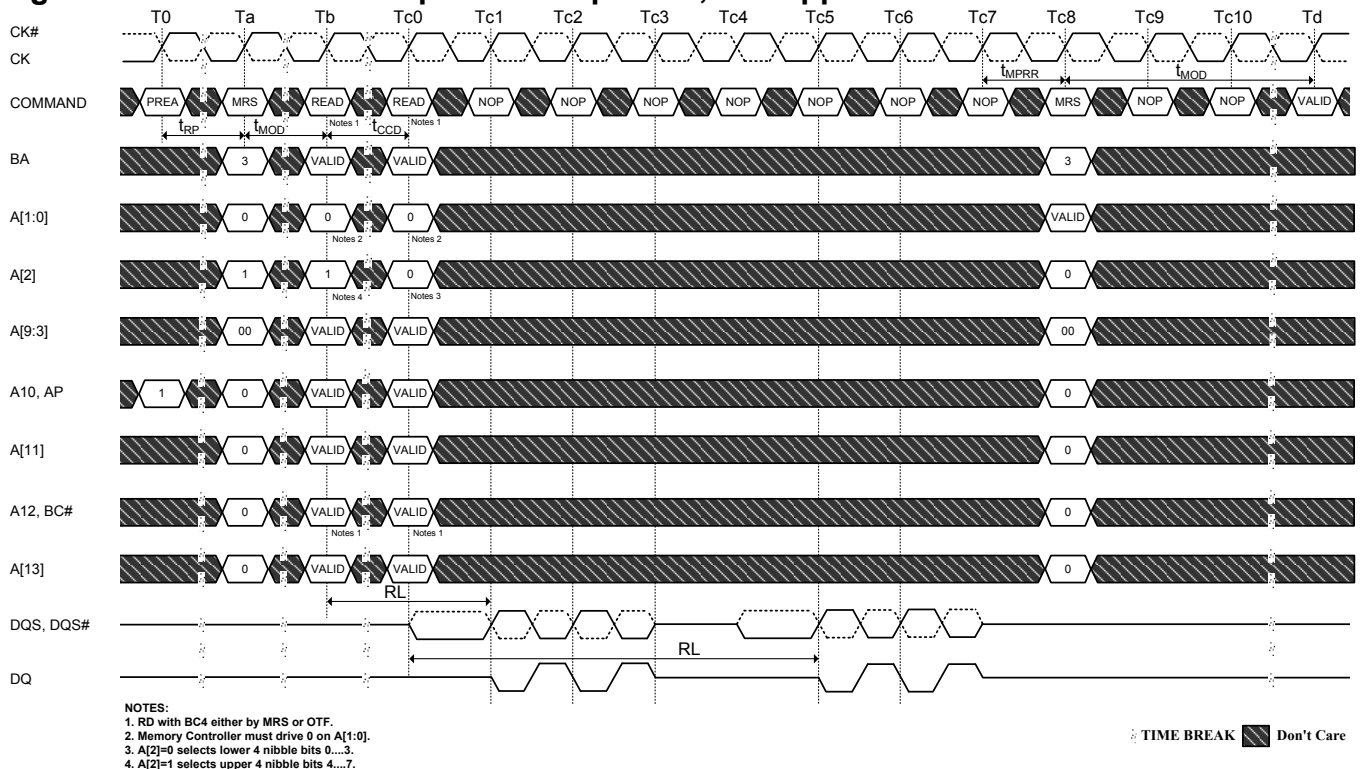 T0 Ta Tb Tc0 Tc1 Tc2 Tc3 Tc4 Tc5 Tc6 Tc7 Tc8 Tc9 Tc10 Td
CK#
CK
tMPRR tMOD
COMMAND PREA MRS READ READ NOP NOP NOP NOP NOP NOP NOP MRS NOP NOP VALID
Notes 1 Notes 1
tRP tMOD tCCD
BA 3 VALID VALID 3
A[1:0] 0 0 0 VALID
Notes 2 Notes 2
A[2] 1 1 0 0
Notes 4 Notes 3
A[9:3] 00 VALID VALID 00
A10, AP 1 0 VALID VALID 0
A[11] 0 VALID VALID 0
A12, BC# 0 VALID VALID 0
Notes 1 Notes 1
A[13] 0 VALID VALID 0
RL
DQS, DQS#
RL
DQ
NOTES:
1. RD with BC4 either by MRS or OTF.
2. Memory Controller must drive 0 on A[1:0].
3. A[2]=0 selects lower 4 nibble bits 0....3.
4. A[2]=1 selects upper 4 nibble bits 4....7.
TIME BREAK Don't Care